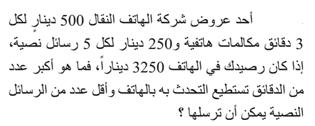 أحد عروض شركة الهاتف النقال 500 دينار لكل
3 دقائق مكالمات هاتفية و250 دينار لكل 5 رسائل نصية،
إذا كان رصيدك في الهاتف 3250 ديناراً، فما هو أكبر عدد
من الدقائق تستطيع التحدث به بالهاتف وأقل عدد من الرسائل
النصية يمكن أن ترسلها ؟